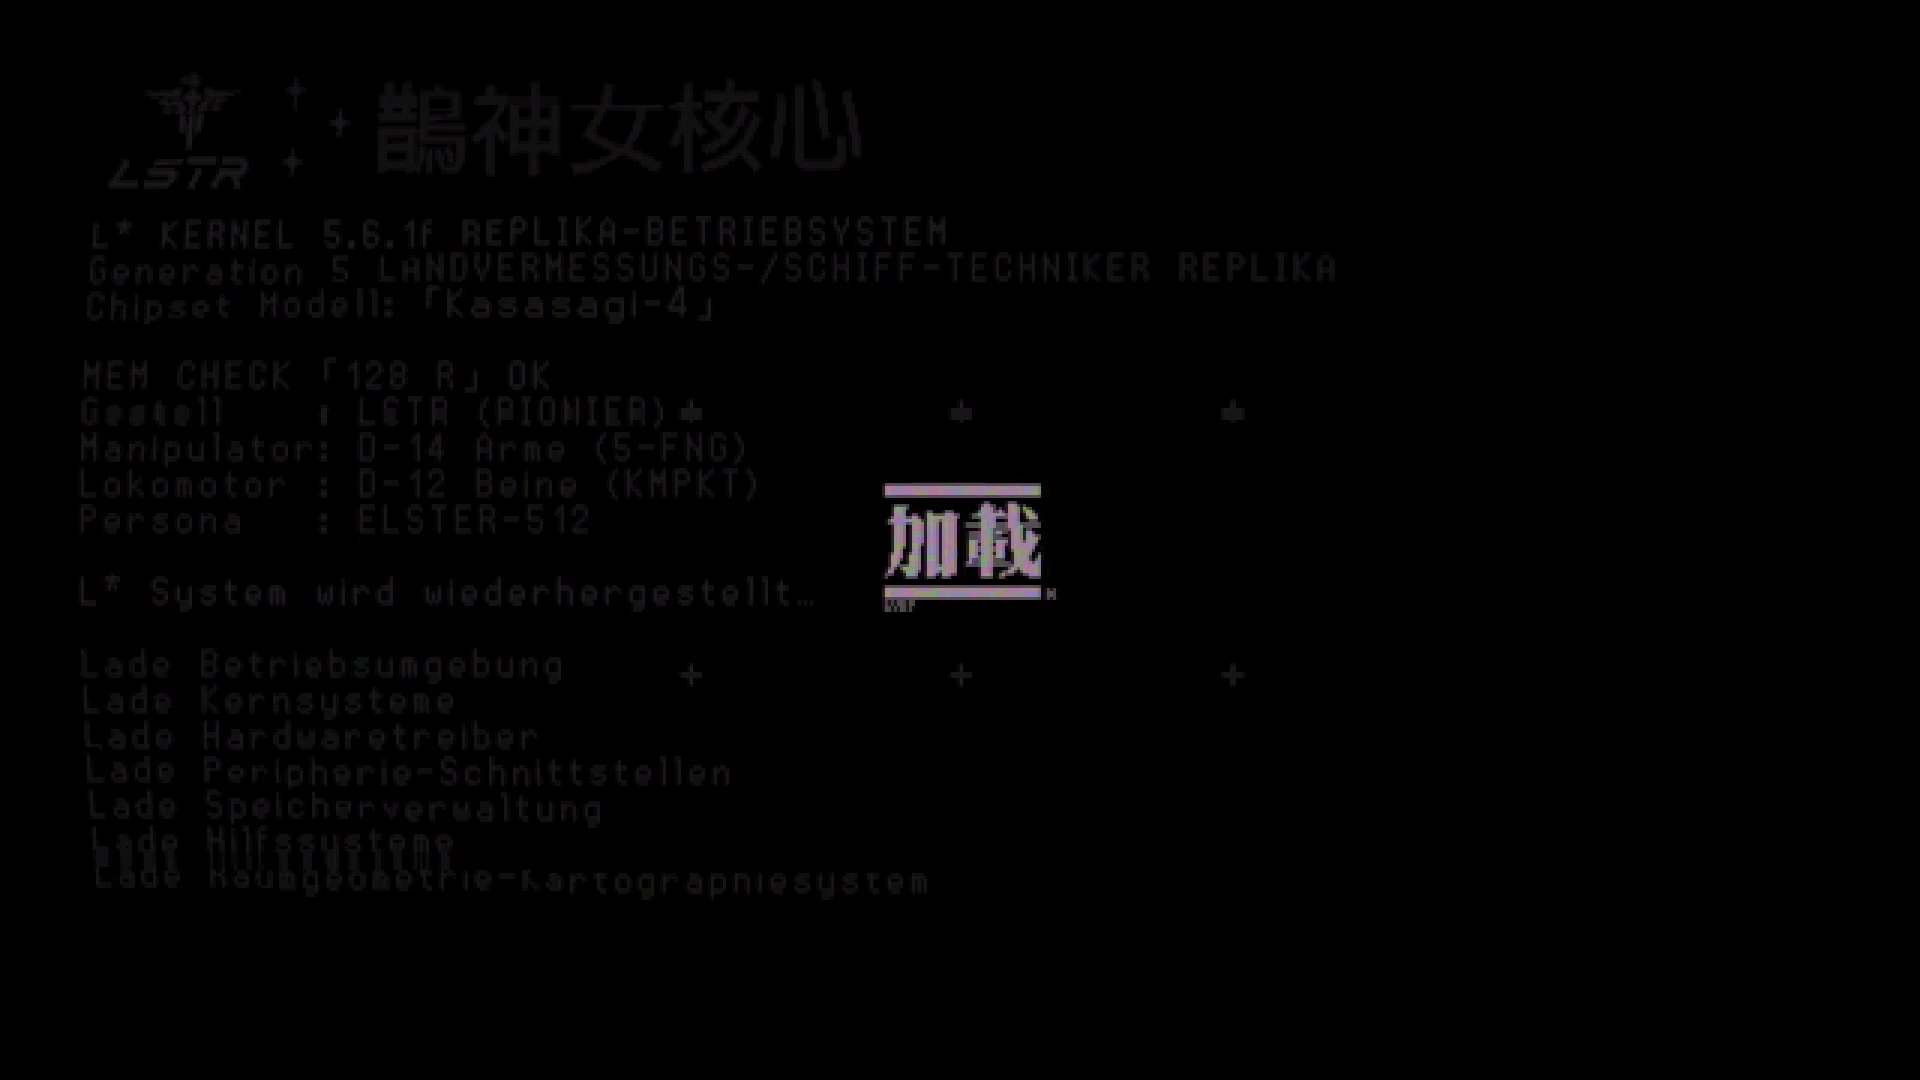 LSTR
鵲神女核心
L* KERNEL 5.6.1f REPLIKA-BETRIEBSYSTEM
Generation 5 LANDVERMESSUNGS-/SCHIFF-TECHNIKER REPLIKA
Chipset Modell: 「Kasasagi-4」
MEM CHECK 「128 R」 OK
Gestell : LSTR (PIONIER)
Manipulator: D-14 Arme (5-FNG)
Lokomotor : D-12 Beine (KMPKT)
Persona : ELSTER-512
加载
L* System wird wiederhergestellt…
Lade Betriebsumgebung
Lade Kernsysteme
Lade Hardwaretreiber
Lade Peripherie-Schnittstellen
Lade Speicherverwaltung
Lade Hilfssysteme
Lade Raumgeometrie-Kartographiesystem